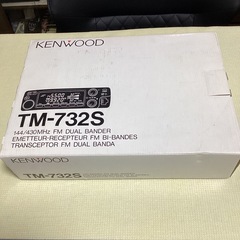 KENWOOD
TM-732S
144/430MHz FM DUAL BANDER
EMETTEUR-RECEPTEUR FM BI-BANDES
TRANSCEPTOR FM DUAL BANDA